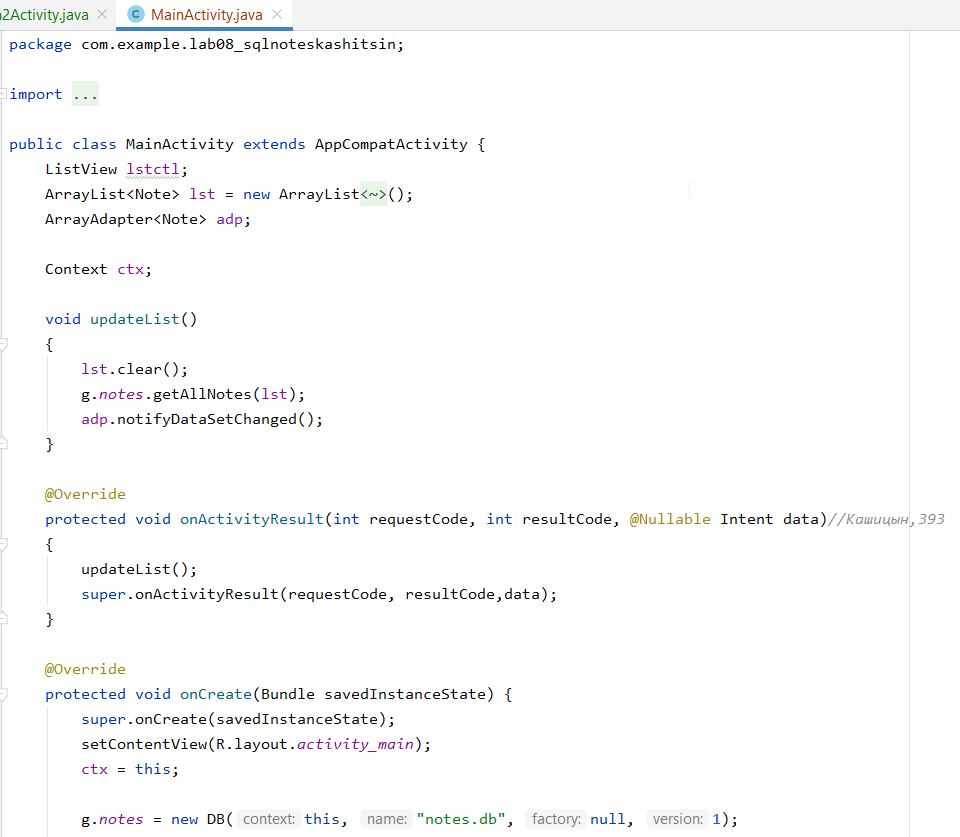 2Activity.java
C MainActivity.java
package com.example.lab08_sqlnoteskashitsin;
import ...
public class MainActivity extends AppCompatActivity {
ListView lstctl;
ArrayList<Note> lst = new ArrayList<~>();
ArrayAdapter<Note> adp;
Context ctx;
void updateList()
{
lst.clear();
g.notes.getAllNotes(lst);
adp.notifyDataSetChanged();
}
@Override
protected void onActivityResult(int requestCode, int resultCode, @Nullable Intent data)//Кашицын,393
{
updateList();
super.onActivityResult(requestCode, resultCode,data);
}
@Override
protected void onCreate(Bundle savedInstanceState) {
super.onCreate(savedInstanceState);
setContentView(R.layout.activity_main);
ctx = this;
g.notes = new DB( context: this, name: "notes.db", factory: null, version: 1);